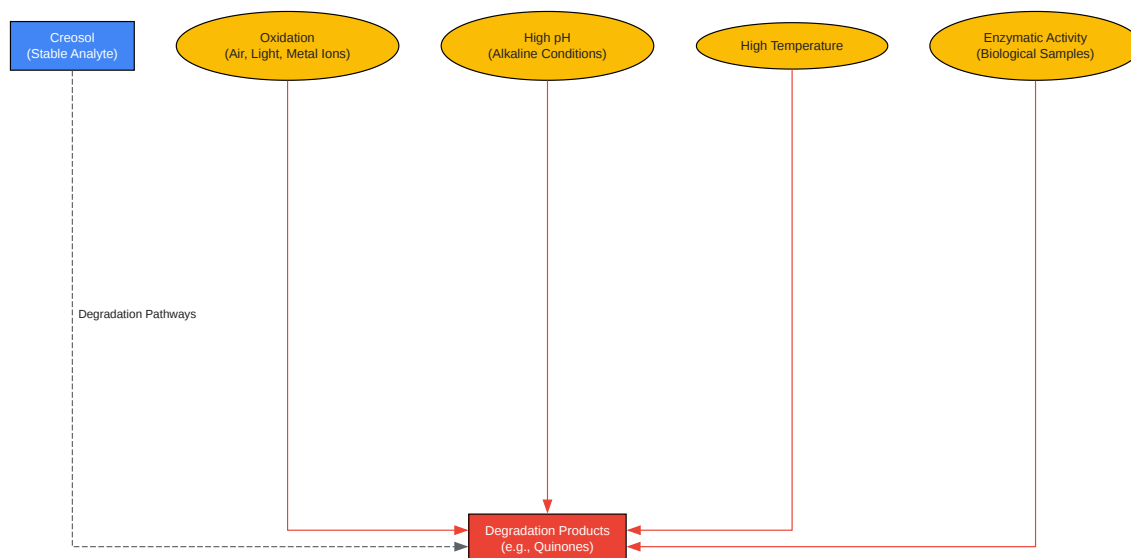 Creosol
(Stable Analyte)
Oxidation
(Air, Light, Metal Ions)
High pH
(Alkaline Conditions)
High Temperature
Enzymatic Activity
(Biological Samples)
Degradation Pathways
Degradation Products
(e.g., Quinones)